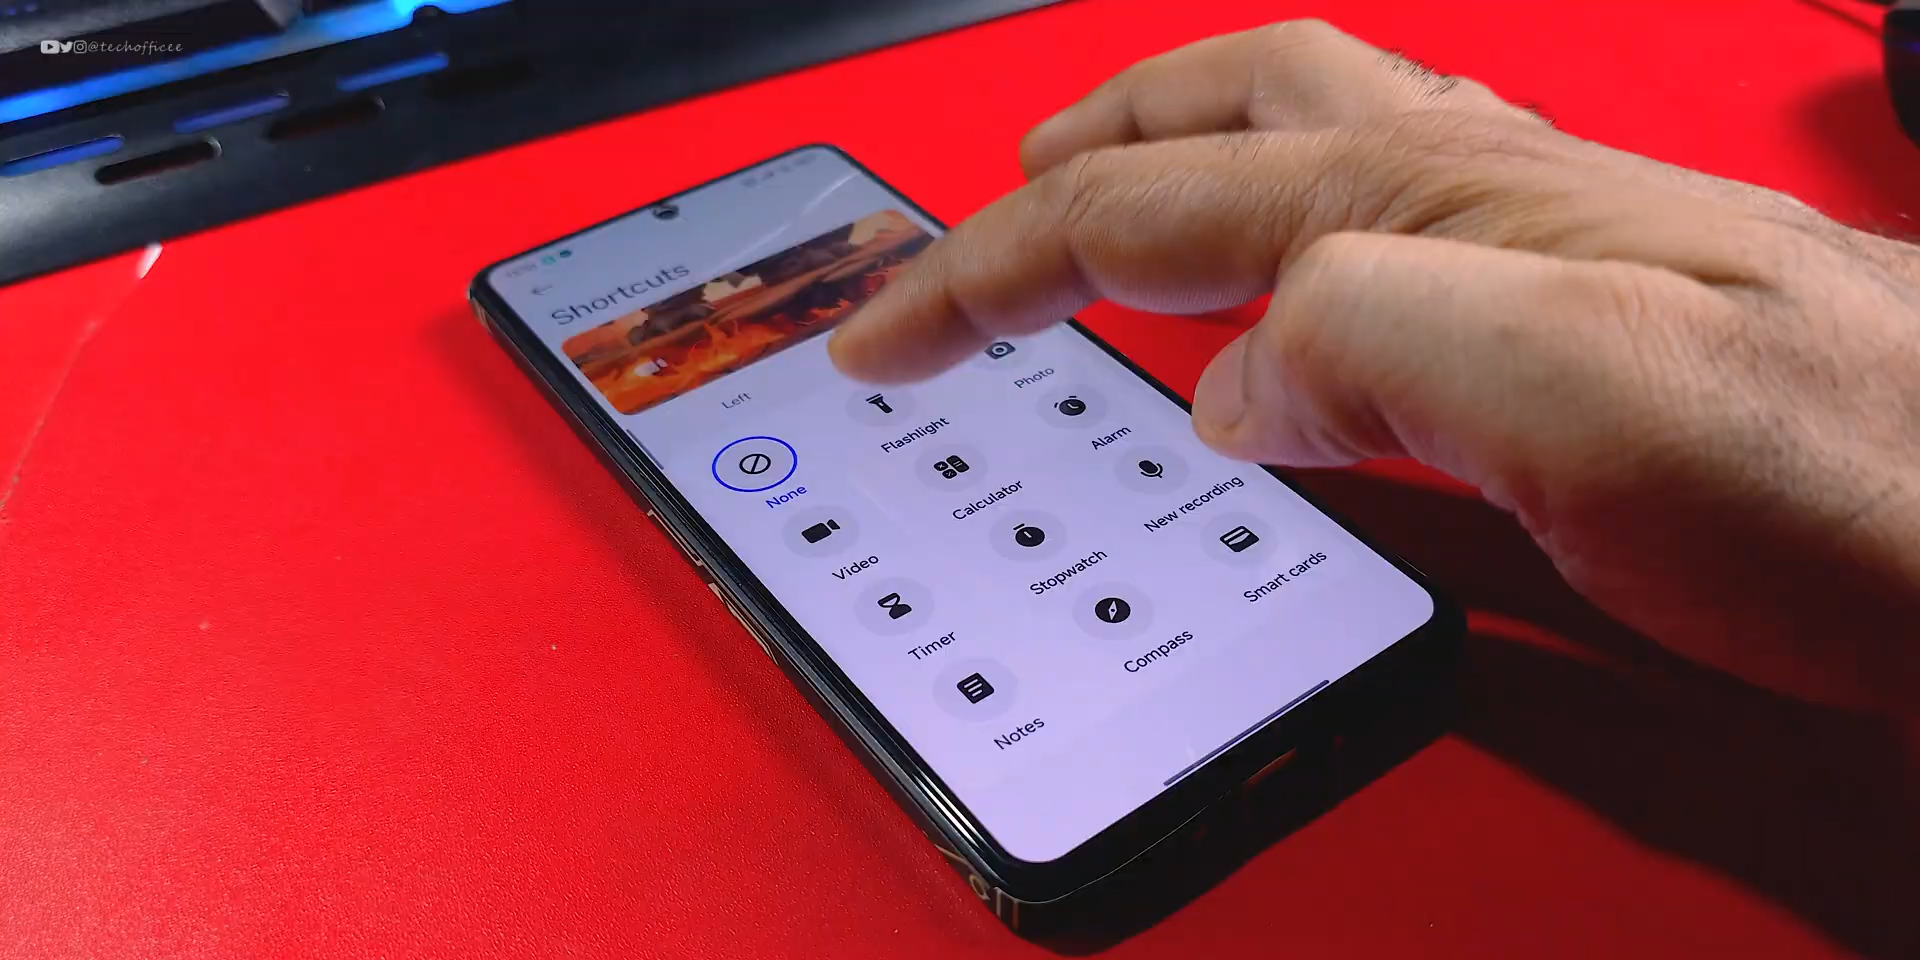 @techofficee
Shortcuts
Left
None
Flashlight
Photo
Video
Calculator
Alarm
Timer
Stopwatch
New recording
Notes
Compass
Smart cards